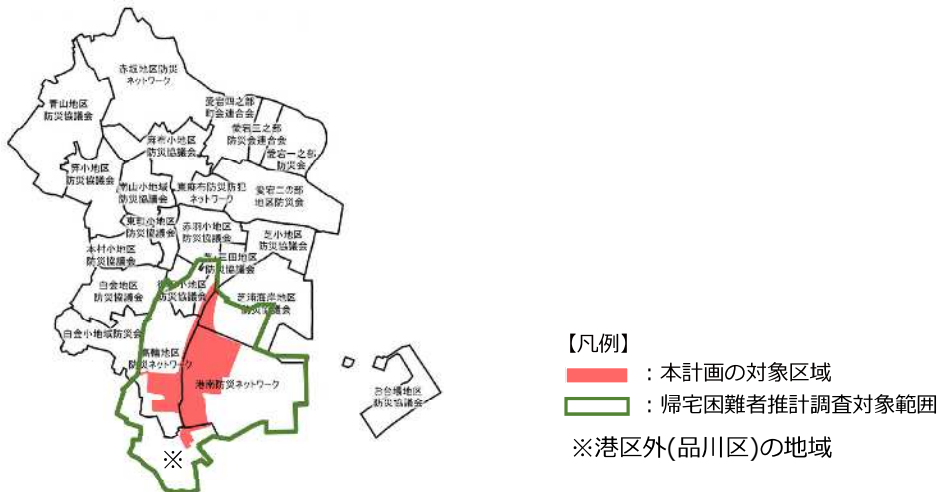 赤坂地区防災
ネットワーク
青山地区
防災協議会
愛宕四之部
町会連合会
愛宕三之部
防災会連合会
愛宕一之部
防災会
麻布小地区
防災協議会
笄小地区
防災協議会
南山小地域
防災協議会
東麻布防災防犯
ネットワーク
愛宕二の部
地区防災会
東町小地区
防災協議会
赤羽小地区
防災協議会
芝小地区
防災協議会
本村小地区
防災協議会
三田地区
防災協議会
白金地区
防災協議会
小地区
防災協議会
芝浦海岸地区
防災協議会
白金小地域防災会
高輪地区
防災ネットワーク
港南防災ネットワーク
お台場地区
防災協議会
※
【凡例】
:本計画の対象区域
:帰宅困難者推計調査対象範囲
※港区外(品川区)の地域